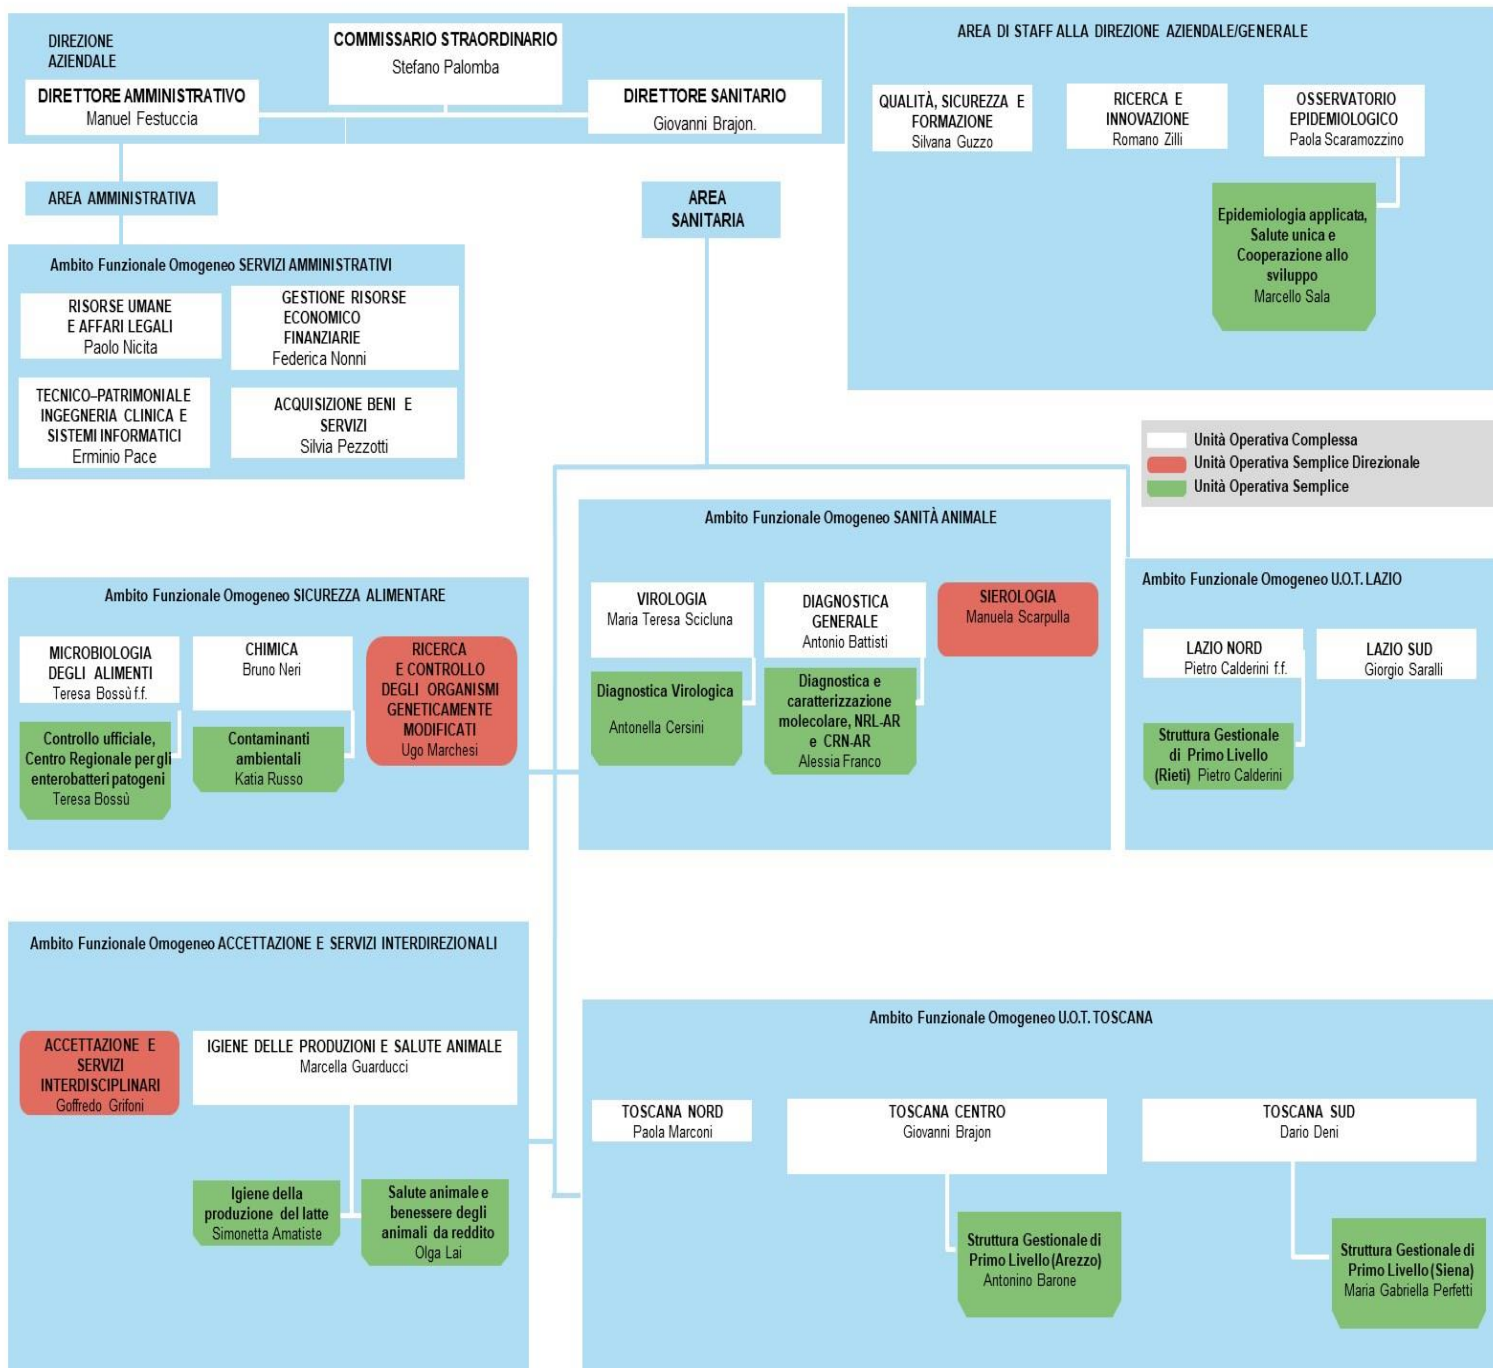 DIREZIONE
AZIENDALE
COMMISSARIO STRAORDINARIO
Stefano Palomba
DIRETTORE AMMINISTRATIVO
Manuel Festuccia
DIRETTORE SANITARIO
Giovanni Brajon.
AREA DI STAFF ALLA DIREZIONE AZIENDALE/GENERALE
QUALITÀ, SICUREZZA E
FORMAZIONE
Silvana Guzzo
RICERCA E
INNOVAZIONE
Romano Zilli
OSSERVATORIO
EPIDEMIOLOGICO
Paola Scaramozzino
Epidemiologia applicata,
Salute unica e
Cooperazione allo
sviluppo
Marcello Sala
AREA AMMINISTRATIVA
AREA
SANITARIA
Ambito Funzionale Omogeneo SERVIZI AMMINISTRATIVI
RISORSE UMANE
E AFFARI LEGALI
Paolo Nicita
GESTIONE RISORSE
ECONOMICO
FINANZIARIE
Federica Nonni
TECNICO–PATRIMONIALE
INGEGNERIA CLINICA E
SISTEMI INFORMATICI
Erminio Pace
ACQUISIZIONE BENI E
SERVIZI
Silvia Pezzotti
Unità Operativa Complessa
Unità Operativa Semplice Direzionale
Unità Operativa Semplice
Ambito Funzionale Omogeneo SICUREZZA ALIMENTARE
MICROBIOLOGIA
DEGLI ALIMENTI
Teresa Bossù f.f.
CHIMICA
Bruno Neri
RICERCA
E CONTROLLO
DEGLI ORGANISMI
GENETICAMENTE
MODIFICATI
Ugo Marchesi
Controllo ufficiale,
Centro Regionale per gli
enterobatteri patogeni
Teresa Bossù
Contaminanti
ambientali
Katia Russo
Ambito Funzionale Omogeneo SANITÀ ANIMALE
VIROLOGIA
Maria Teresa Scicluna
DIAGNOSTICA
GENERALE
Antonio Battisti
SIEROLOGIA
Manuela Scarpulla
Diagnostica Virologica
Antonella Cersini
Diagnostica e
caratterizzazione
molecolare, NRL-AR
e CRN-AR
Alessia Franco
Ambito Funzionale Omogeneo U.O.T. LAZIO
LAZIO NORD
Pietro Calderini f.f.
LAZIO SUD
Giorgio Saralli
Struttura Gestionale
di Primo Livello
(Rieti) Pietro Calderini
Ambito Funzionale Omogeneo ACCETTAZIONE E SERVIZI INTERDIREZIONALI
ACCETTAZIONE E
SERVIZI
INTERDISCIPLINARI
Goffredo Grifoni
IGIENE DELLE PRODUZIONI E SALUTE ANIMALE
Marcella Guarducci
Igiene della
produzione del latte
Simonetta Amatiste
Salute animale e
benessere degli
animali da reddito
Olga Lai
Ambito Funzionale Omogeneo U.O.T. TOSCANA
TOSCANA NORD
Paola Marconi
TOSCANA CENTRO
Giovanni Brajon
TOSCANA SUD
Dario Deni
Struttura Gestionale di
Primo Livello (Arezzo)
Antonino Barone
Struttura Gestionale di
Primo Livello (Siena)
Maria Gabriella Perfetti